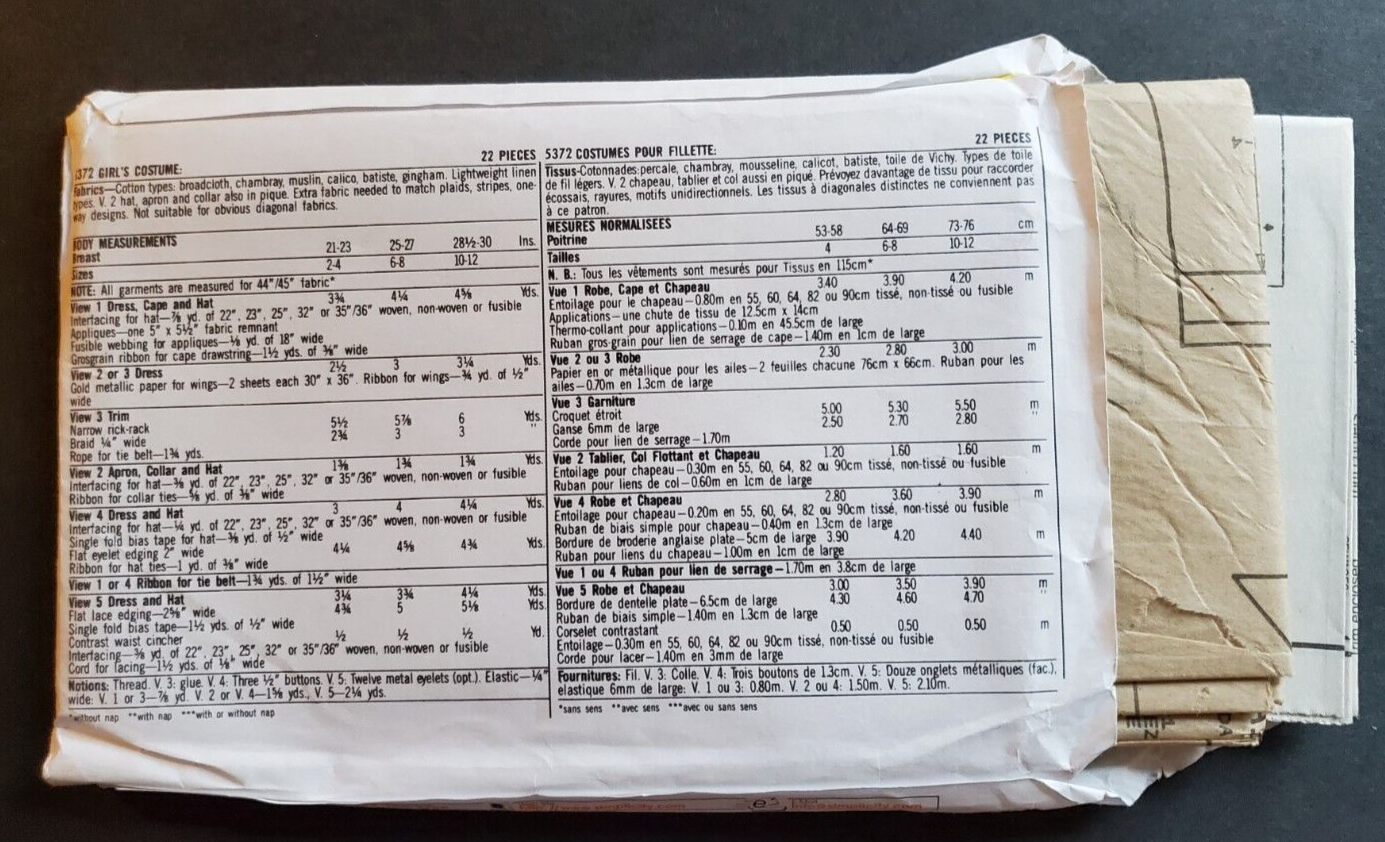 372 GIRL'S COSTUME: 22 PIECES
Fabrics—Cotton types: broadcloth, chambray, muslin, calico, batiste, gingham. Lightweight linen
types. V. 2 hat, apron and collar also in pique. Extra fabric needed to match plaids, stripes, one-
way designs. Not suitable for obvious diagonal fabrics.
BODY MEASUREMENTS
Breast 21-23 25-27 28½-30 Ins.
Sizes 2-4 6-8 10-12
NOTE: All garments are measured for 44"/45" fabric*
View 1 Dress, Cape and Hat 3¾ 4¼ 4⅝ Yds.
Interfacing for hat—⅞ yd. of 22", 23", 25", 32" or 35"/36" woven, non-woven or fusible
Appliques—one 5" x 5½" fabric remnant
Fusible webbing for appliques—⅛ yd. of 18" wide
Grosgrain ribbon for cape drawstring—1½ yds. of ⅜" wide
View 2 or 3 Dress 2½ 3 3¼ Yds.
Gold metallic paper for wings—2 sheets each 30" x 36". Ribbon for wings—¾ yd. of ½"
wide
View 3 Trim
Narrow rick-rack 5½ 5⅞ 6 Yds.
Braid ¼" wide 2¾ 3 3 "
Rope for tie belt—1¾ yds.
View 2 Apron, Collar and Hat 1⅜ 1¾ 1¾ Yds.
Interfacing for hat—⅜ yd. of 22", 23", 25", 32" or 35"/36" woven, non-woven or fusible
Ribbon for collar ties—⅝ yd. of ⅜" wide
View 4 Dress and Hat 3 4 4¼ Yds.
Interfacing for hat—¼ yd. of 22", 23", 25", 32" or 35"/36" woven, non-woven or fusible
Single fold bias tape for hat—⅜ yd. of ½" wide
Flat eyelet edging 2" wide 4¼ 4⅝ 4¾ Yds.
Ribbon for hat ties—1 yd. of ⅜" wide
View 1 or 4 Ribbon for tie belt—1¾ yds. of 1½" wide
View 5 Dress and Hat 3¼ 3¾ 4¼ Yds.
Flat lace edging—2⅝" wide 4¾ 5 5⅛ Yds.
Single fold bias tape—1½ yds. of ½" wide
Contrast waist cincher ½ ½ ½ Yd.
Interfacing—⅜ yd. of 22", 23", 25", 32" or 35"/36" woven, non-woven or fusible
Cord for lacing—1½ yds. of ⅛" wide
Notions: Thread. V. 3: glue. V. 4: Three ½" buttons. V. 5: Twelve metal eyelets (opt.). Elastic—¼"
wide: V. 1 or 3—⅞ yd. V. 2 or V. 4—1⅝ yds., V. 5—2¼ yds.
*without nap **with nap ***with or without nap
5372 COSTUMES POUR FILLETTE: 22 PIECES
Tissus-Cotonnades:percale, chambray, mousseline, calicot, batiste, toile de Vichy. Types de toile
de fil légers. V. 2 chapeau, tablier et col aussi en piqué. Prévoyez davantage de tissu pour raccorder
écossais, rayures, motifs unidirectionnels. Les tissus à diagonales distinctes ne conviennent pas
à ce patron.
MESURES NORMALISEES
Poitrine 53-58 64-69 73-76 cm
Tailles 4 6-8 10-12
N. B.: Tous les vêtements sont mesurés pour Tissus en 115cm*
Vue 1 Robe, Cape et Chapeau 3.40 3.90 4.20 m
Entoilage pour le chapeau—0.80m en 55, 60, 64, 82 ou 90cm tissé, non-tissé ou fusible
Applications—une chute de tissu de 12.5cm x 14cm
Thermo-collant pour applications—0.10m en 45.5cm de large
Ruban gros-grain pour lien de serrage de cape—1.40m en 1cm de large
Vue 2 ou 3 Robe 2.30 2.80 3.00 m
Papier en or métallique pour les ailes—2 feuilles chacune 76cm x 66cm. Ruban pour les
ailes—0.70m en 1.3cm de large
Vue 3 Garniture
Croquet étroit 5.00 5.30 5.50 m
Ganse 6mm de large 2.50 2.70 2.80 "
Corde pour lien de serrage—1.70m
Vue 2 Tablier, Col Flottant et Chapeau 1.20 1.60 1.60 m
Entoilage pour chapeau—0.30m en 55, 60, 64, 82 ou 90cm tissé, non-tissé ou fusible
Ruban pour liens de col—0.60m en 1cm de large
Vue 4 Robe et Chapeau 2.80 3.60 3.90 m
Entoilage pour chapeau—0.20m en 55, 60, 64, 82 ou 90cm tissé, non-tissé ou fusible
Ruban de biais simple pour chapeau—0.40m en 1.3cm de large
Bordure de broderie anglaise plate—5cm de large 3.90 4.20 4.40 m
Ruban pour liens du chapeau—1.00m en 1cm de large
Vue 1 ou 4 Ruban pour lien de serrage—1.70m en 3.8cm de large
Vue 5 Robe et Chapeau 3.00 3.50 3.90 m
Bordure de dentelle plate—6.5cm de large 4.30 4.60 4.70 "
Ruban de biais simple—1.40m en 1.3cm de large
Corselet contrastant 0.50 0.50 0.50 m
Entoilage—0.30m en 55, 60, 64, 82 ou 90cm tissé, non-tissé ou fusible
Corde pour lacer—1.40m en 3mm de large
Fournitures: Fil. V. 3: Colle. V. 4: Trois boutons de 1.3cm. V. 5: Douze onglets métalliques (fac.),
elastique 6mm de large: V. 1 ou 3: 0.80m. V. 2 ou 4: 1.50m. V. 5: 2.10m.
*sans sens **avec sens ***avec ou sans sens